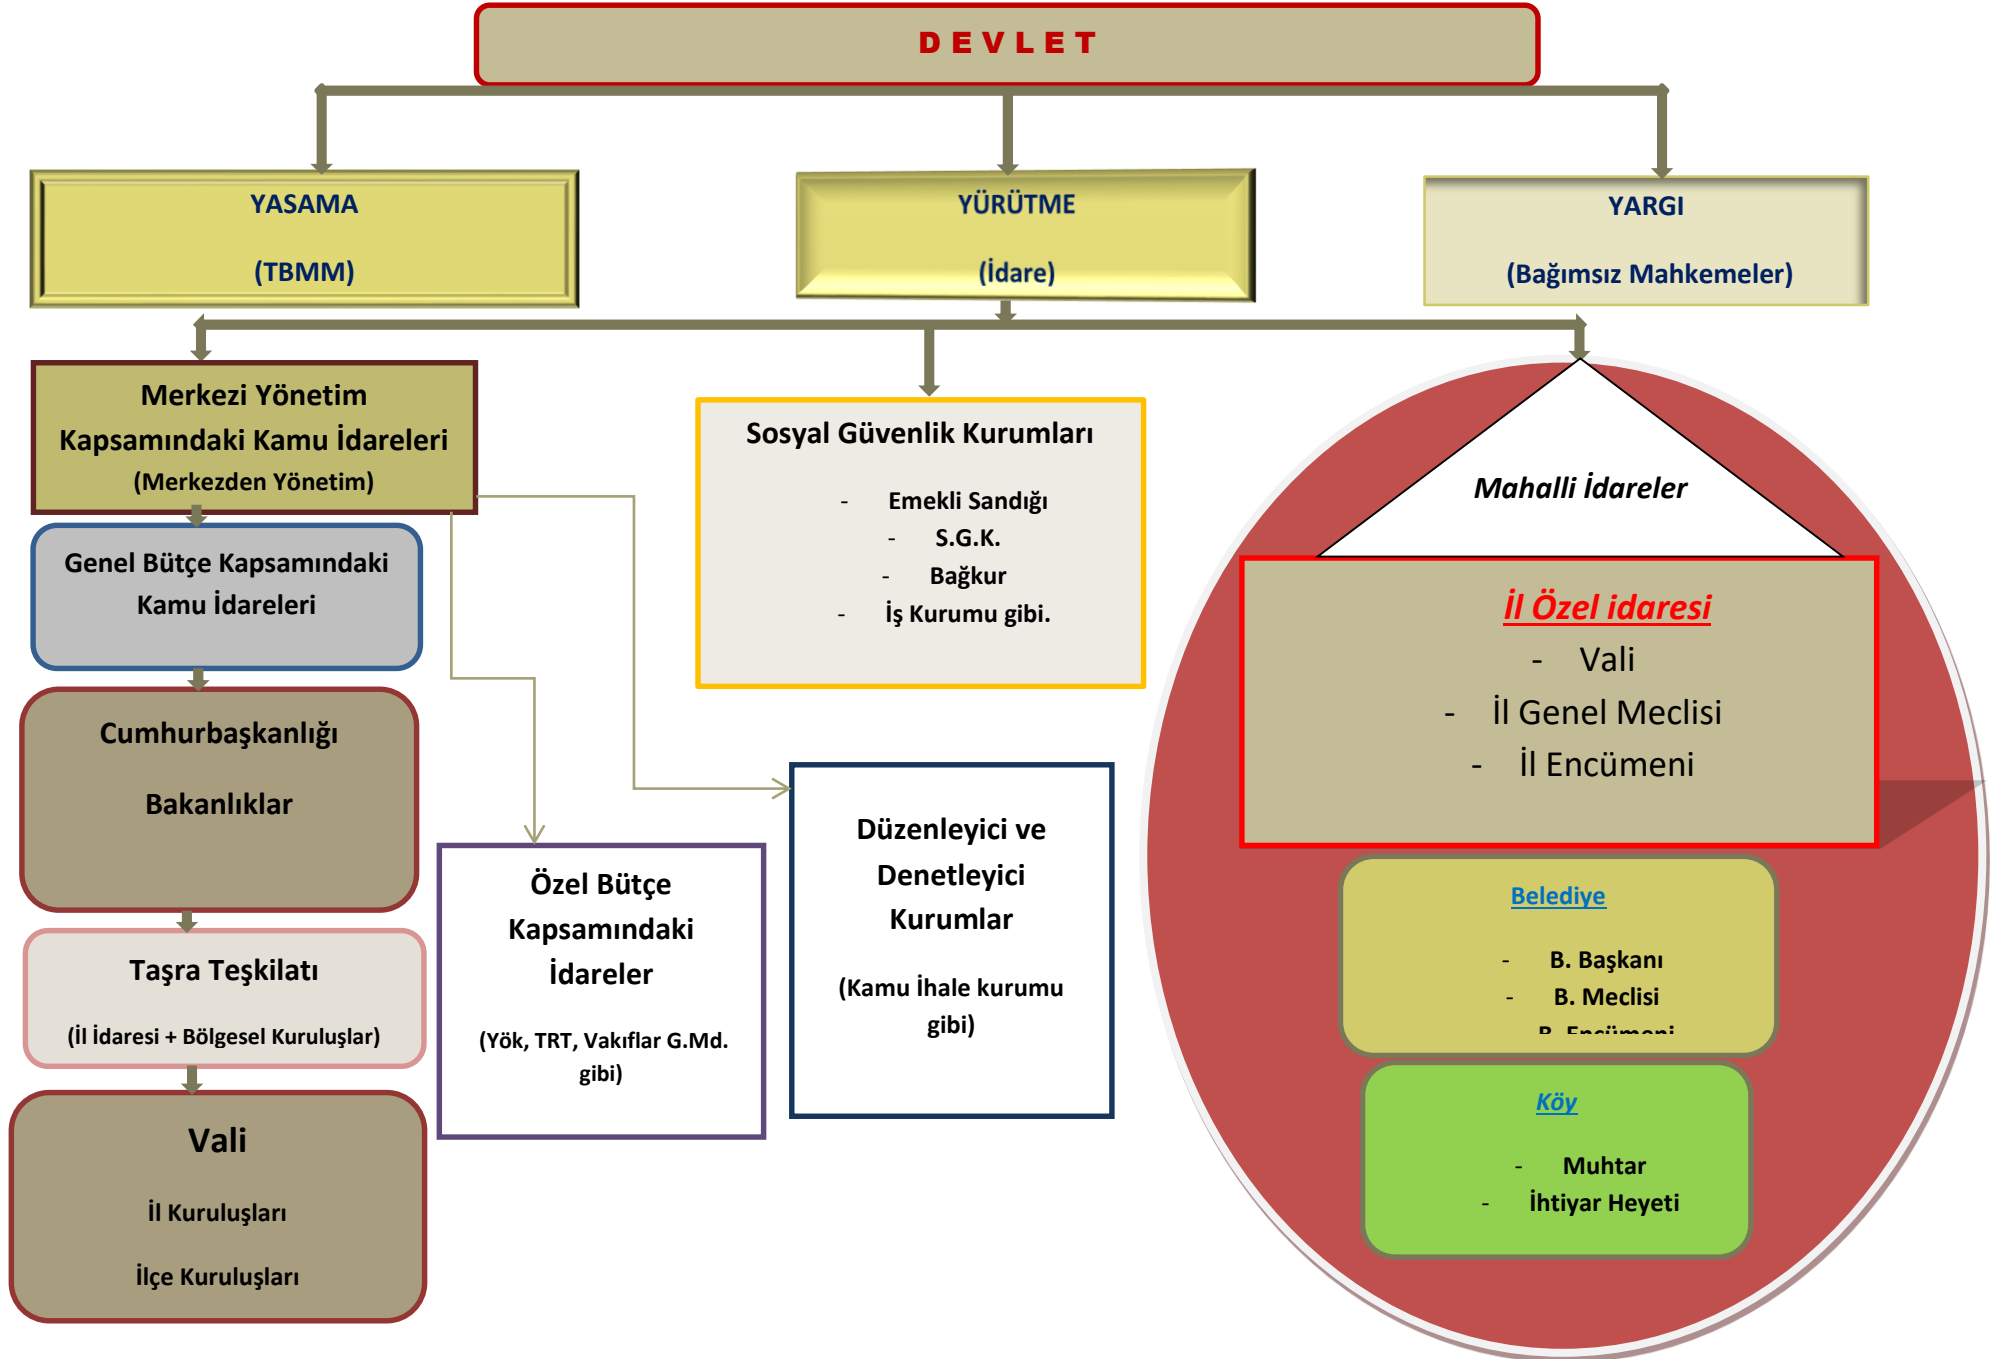 D E V L E T
YASAMA
(TBMM)
YÜRÜTME
(İdare)
YARGI
(Bağımsız Mahkemeler)
Merkezi Yönetim
Kapsamındaki Kamu İdareleri
(Merkezden Yönetim)
Genel Bütçe Kapsamındaki
Kamu İdareleri
Cumhurbaşkanlığı
Bakanlıklar
Taşra Teşkilatı
(İl İdaresi + Bölgesel Kuruluşlar)
Vali
İl Kuruluşları
İlçe Kuruluşları
Özel Bütçe
Kapsamındaki
İdareler
(Yök, TRT, Vakıflar G.Md.
gibi)
Düzenleyici ve
Denetleyici
Kurumlar
(Kamu İhale kurumu
gibi)
Sosyal Güvenlik Kurumları
- Emekli Sandığı
- S.G.K.
- Bağkur
- İş Kurumu gibi.
Mahalli İdareler
İl Özel idaresi
- Vali
- İl Genel Meclisi
- İl Encümeni
Belediye
- B. Başkanı
- B. Meclisi
B. Encümeni
Köy
- Muhtar
- İhtiyar Heyeti